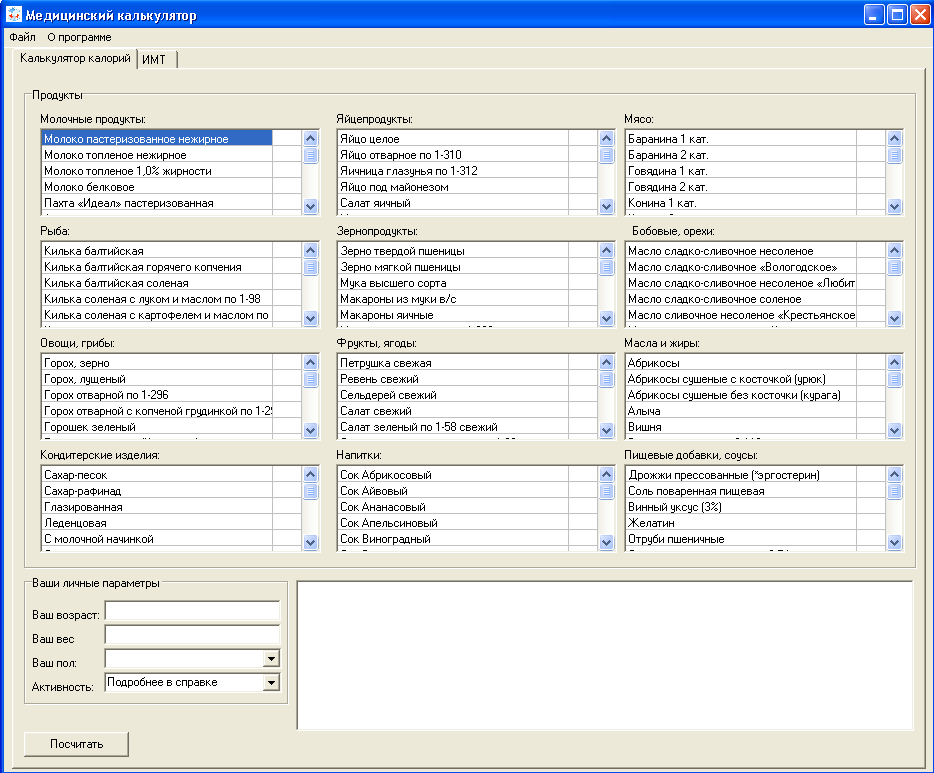 Медицинский калькулятор
Файл О программе
Калькулятор калорий ИМТ
Продукты
Молочные продукты:
Молоко пастеризованное нежирное
Молоко топленое нежирное
Молоко топленое 1,0% жирности
Молоко белковое
Пахта «Идеал» пастеризованная
Яйцепродукты:
Яйцо целое
Яйцо отварное по 1-310
Яичница глазунья по 1-312
Яйцо под майонезом
Салат яичный
Мясо:
Баранина 1 кат.
Баранина 2 кат.
Говядина 1 кат.
Говядина 2 кат.
Конина 1 кат.
Рыба:
Килька балтийская
Килька балтийская горячего копчения
Килька балтийская соленая
Килька соленая с луком и маслом по 1-98
Килька соленая с картофелем и маслом по
Зернопродукты:
Зерно твердой пшеницы
Зерно мягкой пшеницы
Мука высшего сорта
Макароны из муки в/с
Макароны яичные
Бобовые, орехи:
Масло сладко-сливочное несоленое
Масло сладко-сливочное «Вологодское»
Масло сладко-сливочное несоленое «Любит
Масло сладко-сливочное соленое
Масло сливочное несоленое «Крестьянское
Овощи, грибы:
Горох, зерно
Горох, лущеный
Горох отварной по 1-296
Горох отварной с копченой грудинкой по 1-29
Горошек зеленый
Фрукты, ягоды:
Петрушка свежая
Ревень свежий
Сельдерей свежий
Салат свежий
Салат зеленый по 1-58 свежий
Масла и жиры:
Абрикосы
Абрикосы сушеные с косточкой (урюк)
Абрикосы сушеные без косточки (курага)
Алыча
Вишня
Кондитерские изделия:
Сахар-песок
Сахар-рафинад
Глазированная
Леденцовая
С молочной начинкой
Напитки:
Сок Абрикосовый
Сок Айвовый
Сок Ананасовый
Сок Апельсиновый
Сок Виноградный
Пищевые добавки, соусы:
Дрожжи прессованные (*эргостерин)
Соль поваренная пищевая
Винный уксус (3%)
Желатин
Отруби пшеничные
Ваши личные параметры
Ваш возраст:
Ваш вес
Ваш пол:
Активность: Подробнее в справке
Посчитать